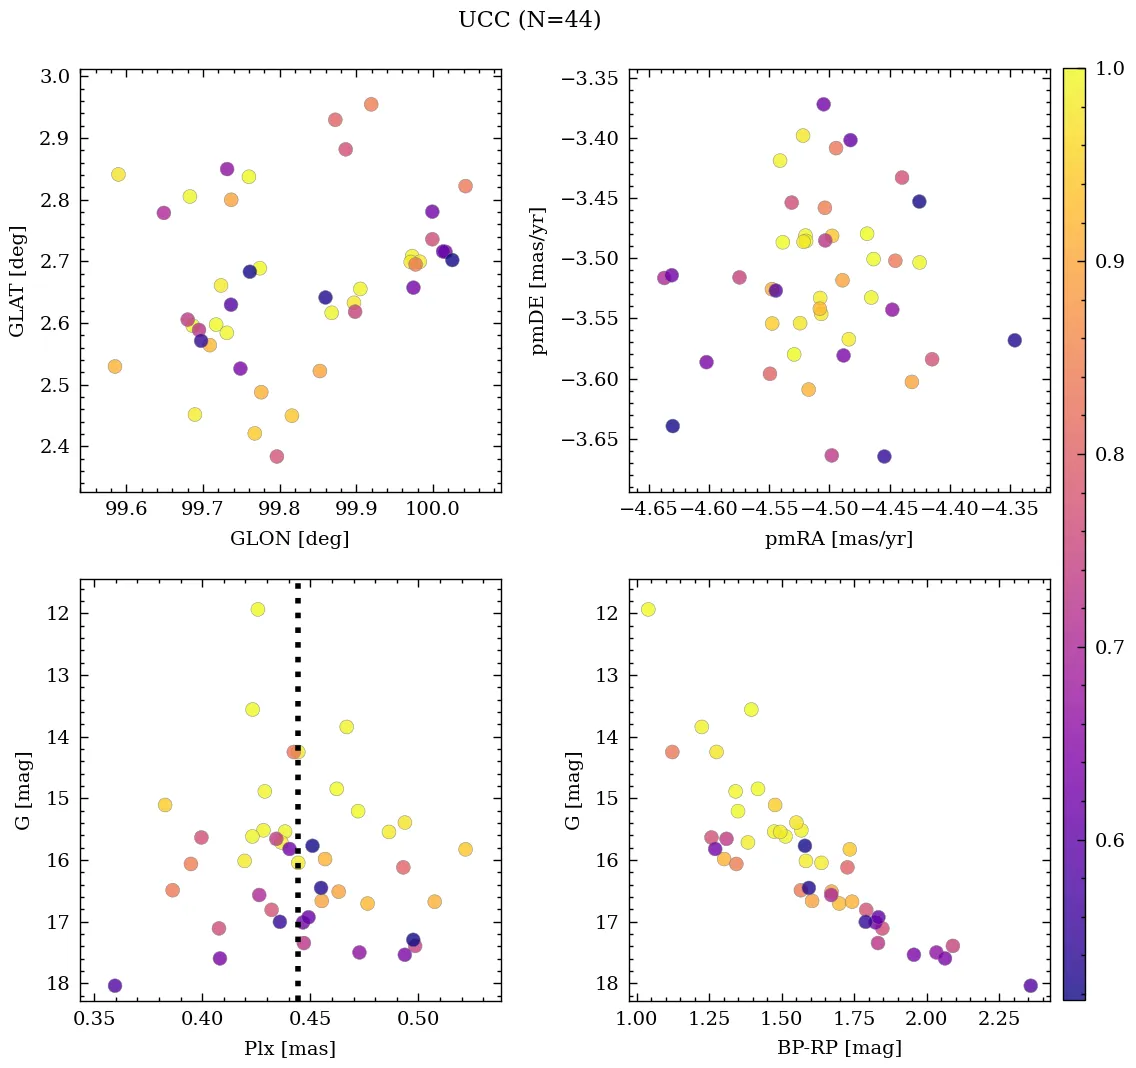 UCC (N=44)
3.0
2.9
2.8
2.7
2.6
2.5
2.4
GLAT [deg]
99.6 99.7 99.8 99.9 100.0
GLON [deg]
−3.35
−3.40
−3.45
−3.50
−3.55
−3.60
−3.65
pmDE [mas/yr]
−4.65 −4.60 −4.55 −4.50 −4.45 −4.40 −4.35
pmRA [mas/yr]
12
13
14
15
16
17
18
G [mag]
0.35 0.40 0.45 0.50
Plx [mas]
12
13
14
15
16
17
18
G [mag]
1.00 1.25 1.50 1.75 2.00 2.25
BP-RP [mag]
1.0
0.9
0.8
0.7
0.6